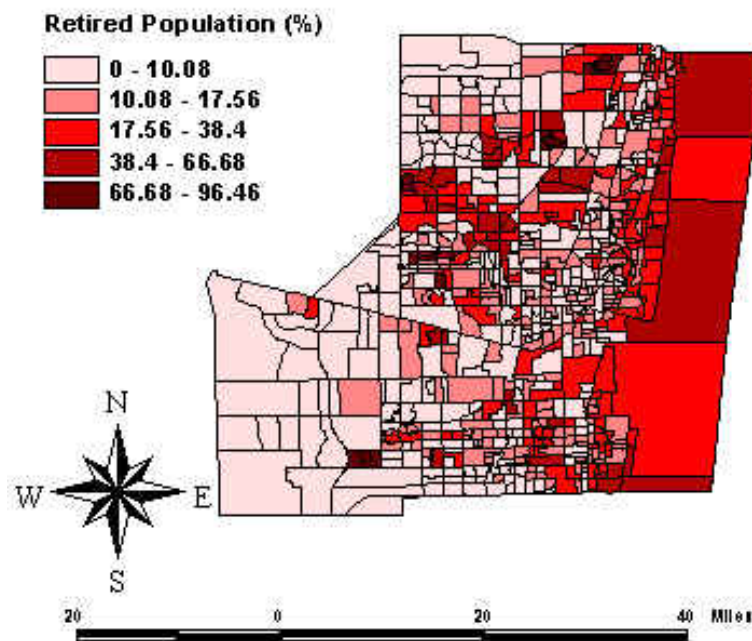 Retired Population (%)
0 - 10.08
10.08 - 17.56
17.56 - 38.4
38.4 - 66.68
66.68 - 96.46
N
W E
S
20 0 20 40 Miles